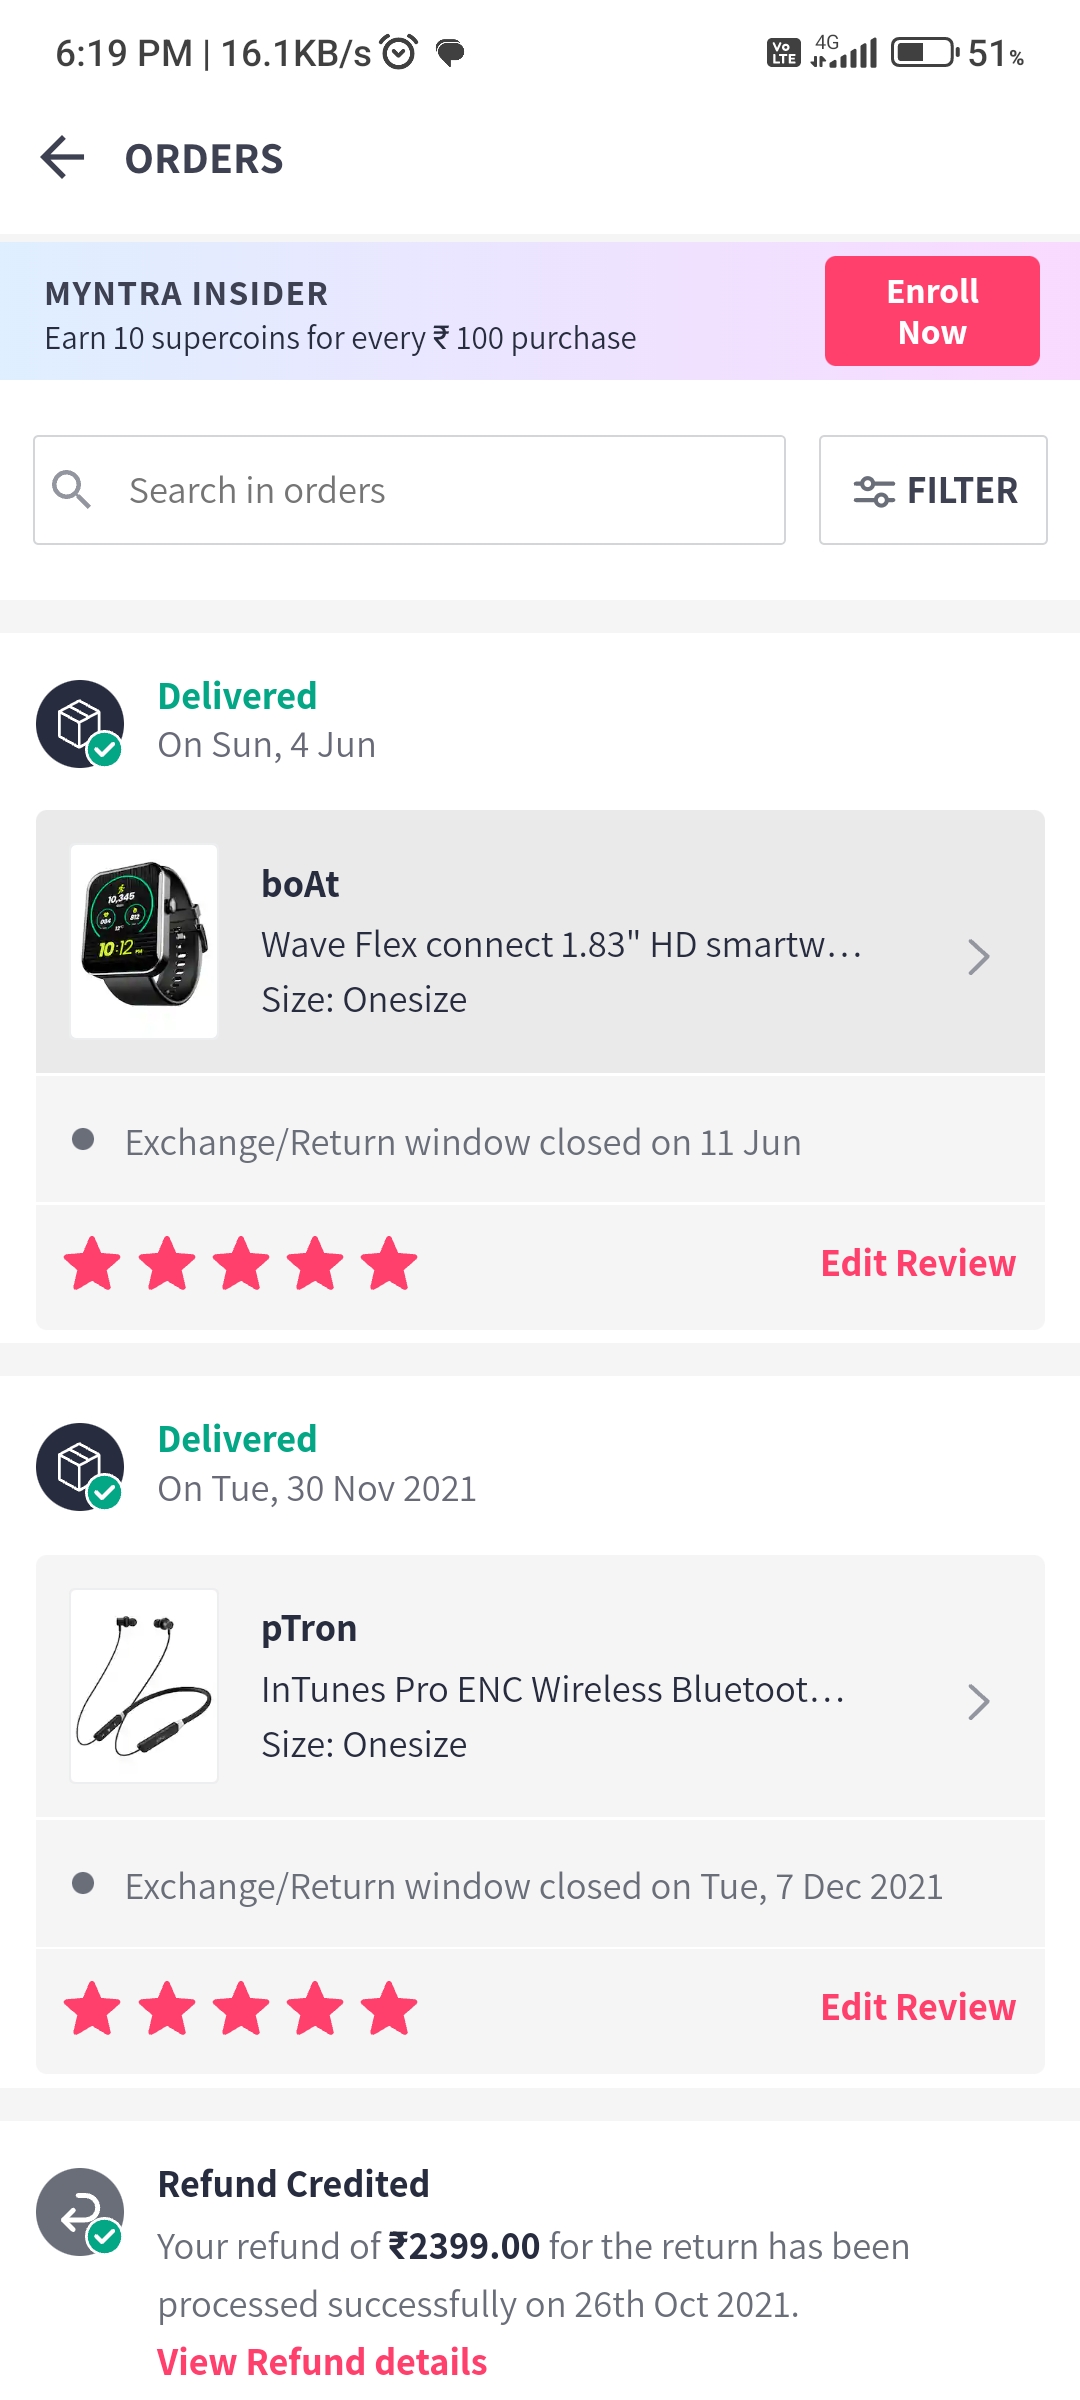 6:19 PM | 16.1KB/s
Vo LTE 4G 51%
ORDERS
MYNTRA INSIDER
Earn 10 supercoins for every ₹ 100 purchase
Enroll
Now
Search in orders
FILTER
Delivered
On Sun, 4 Jun
10,345
10:12 PM
boAt
Wave Flex connect 1.83" HD smartw...
Size: Onesize
Exchange/Return window closed on 11 Jun
Edit Review
Delivered
On Tue, 30 Nov 2021
pTron
InTunes Pro ENC Wireless Bluetoot...
Size: Onesize
Exchange/Return window closed on Tue, 7 Dec 2021
Edit Review
Refund Credited
Your refund of ₹2399.00 for the return has been
processed successfully on 26th Oct 2021.
View Refund details